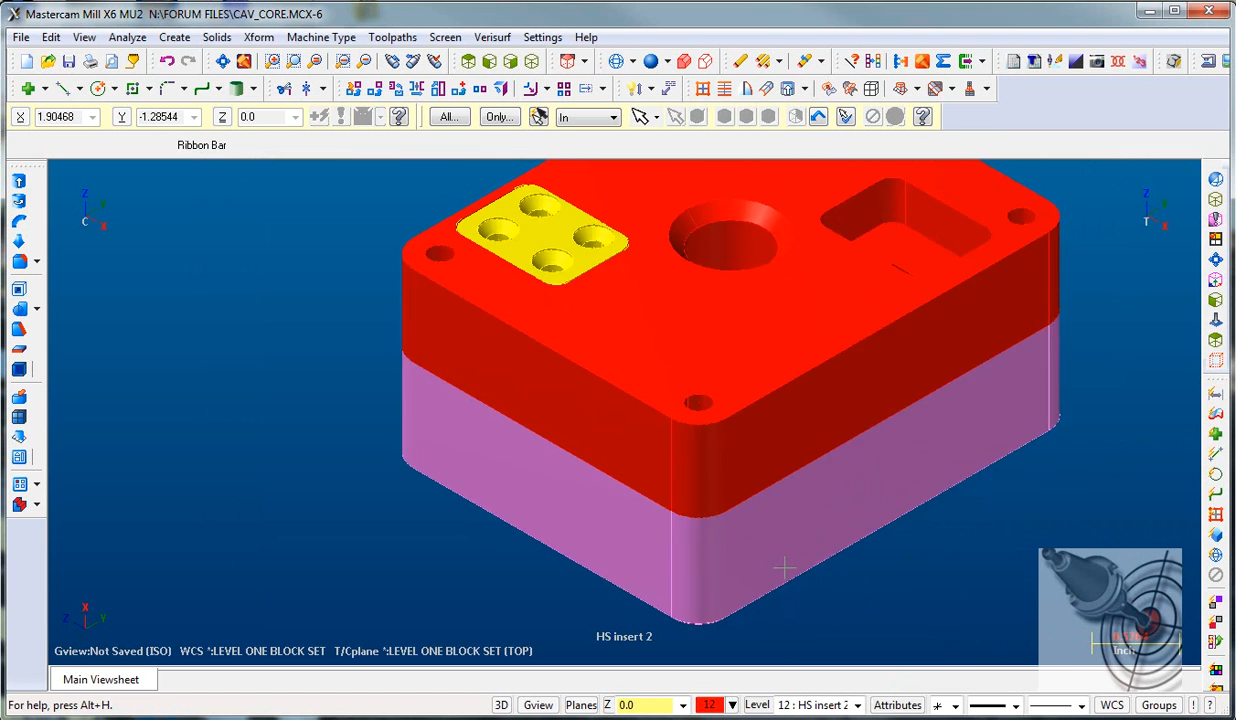 Mastercam Mill X6 MU2 N:\FORUM FILES\CAV_CORE.MCX-6
File Edit View Analyze Create Solids Xform Machine Type Toolpaths Screen Verisurf Settings Help
X 1.90468 Y -1.28544 Z 0.0 All... Only... In
Ribbon Bar
Z Y X C
Z Y X T
X Z Y
HS insert 2
Inch
Gview:Not Saved (ISO) WCS *:LEVEL ONE BLOCK SET T/Cplane *:LEVEL ONE BLOCK SET (TOP)
Main Viewsheet
For help, press Alt+H. 3D Gview Planes Z 0.0 12 Level 12 : HS insert 2 Attributes * WCS Groups ! ?